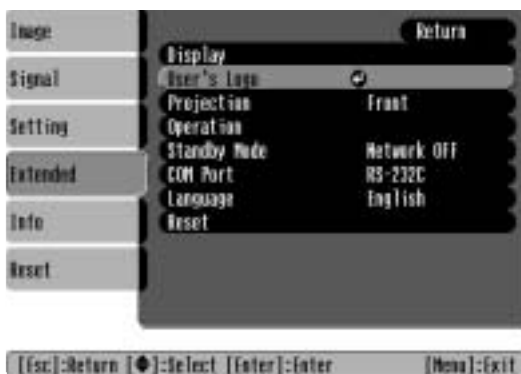 Image
Signal
Setting
Extended
Info
Reset
Return
Display
User's Logo
Projection Front
Operation
Standby Mode Network OFF
COM Port RS-232C
Language English
Reset
[Esc]:Return [◆]:Select [Enter]:Enter [Menu]:Exit